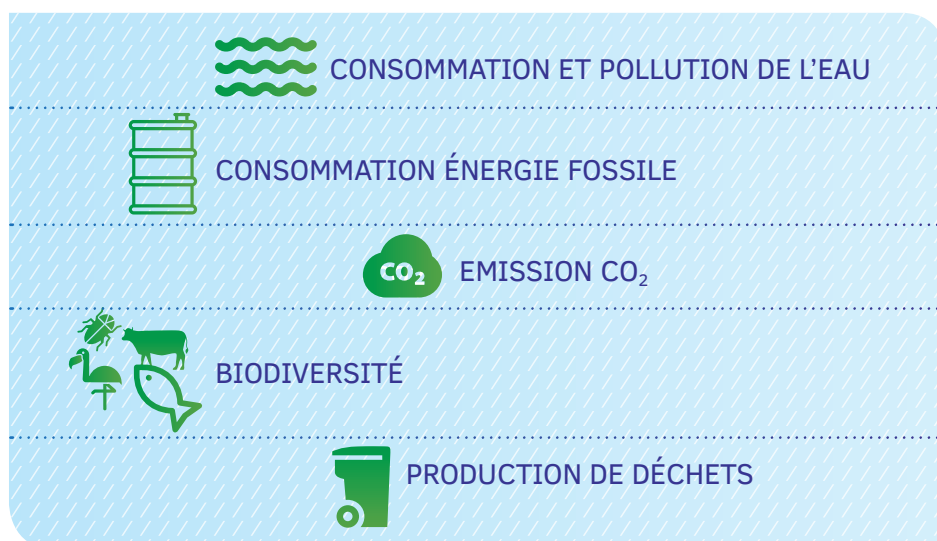 CONSOMMATION ET POLLUTION DE L’EAU
CONSOMMATION ÉNERGIE FOSSILE
CO₂ EMISSION CO₂
BIODIVERSITÉ
PRODUCTION DE DÉCHETS